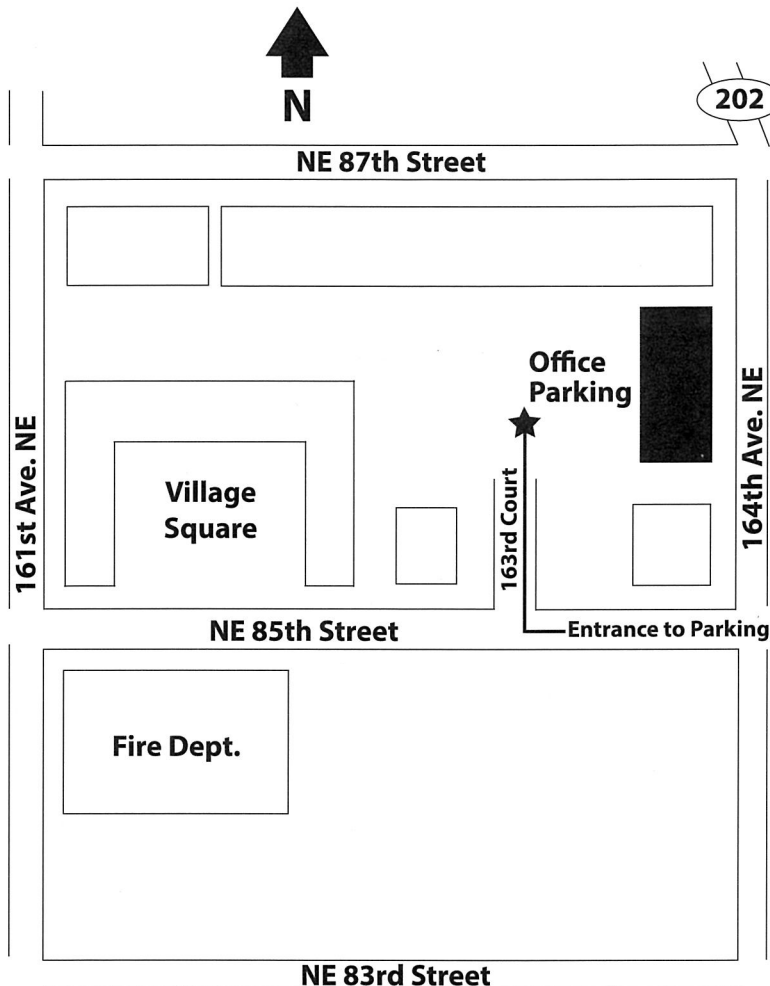 N
202
NE 87th Street
Office
Parking
161st Ave. NE
164th Ave. NE
Village
Square
163rd Court
NE 85th Street
Entrance to Parking
Fire Dept.
NE 83rd Street